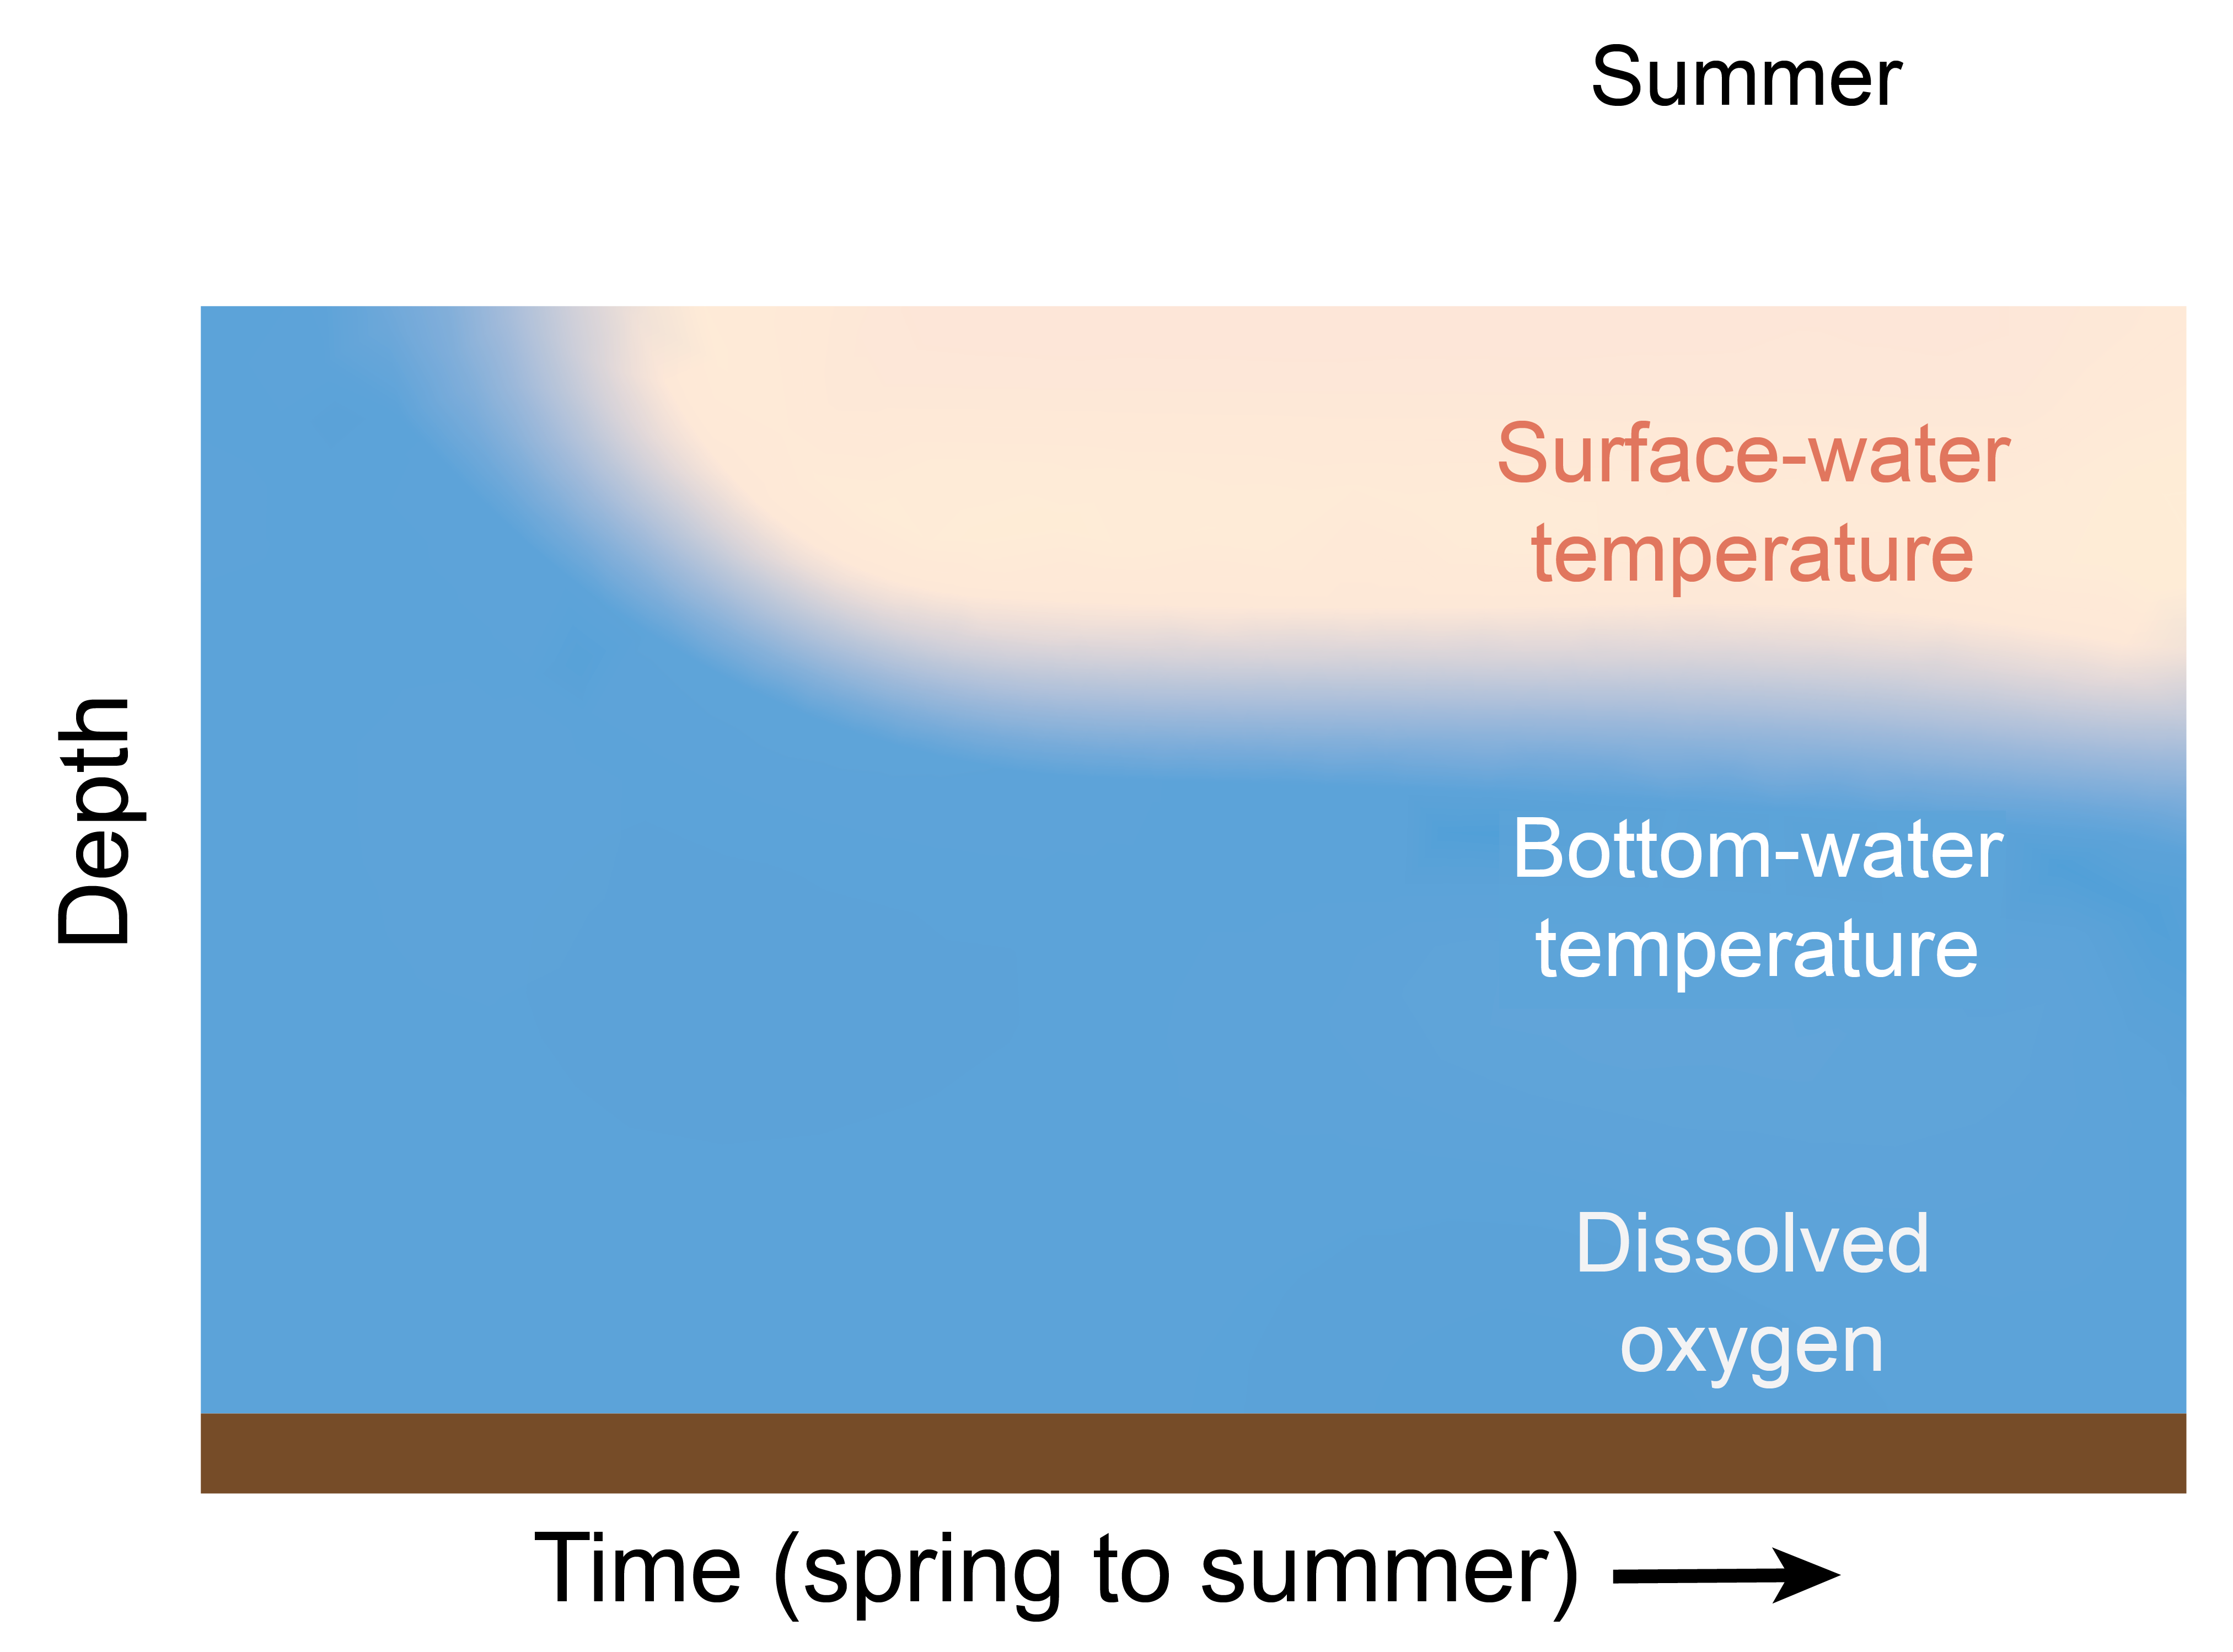 Summer
Surface-water
temperature
Depth
Bottom-water
temperature
Dissolved
oxygen
Time (spring to summer)